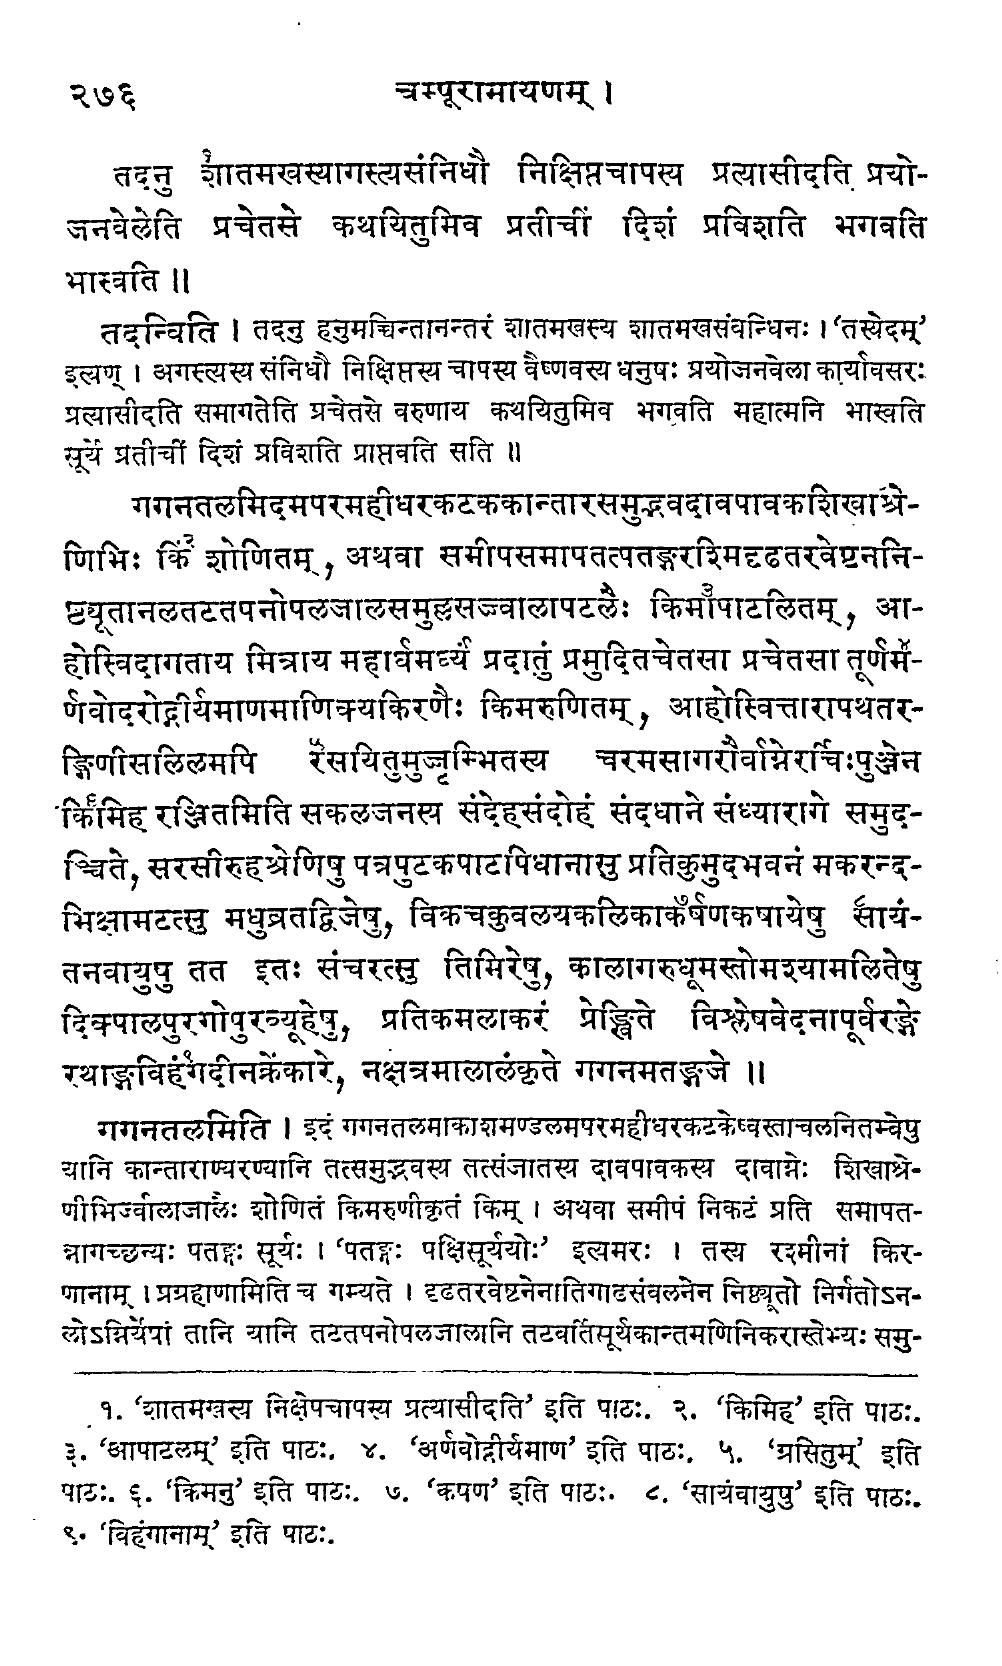 २७६ चम्पूरामायणम् ।
तदनु शा१तमखस्यागस्त्यसंनिधौ निक्षिप्तचापस्य प्रत्यासीदति प्रयो-
जनवेलेति प्रचेतसे कथयितुमिव प्रतीचीं दिशं प्रविशति भगवति
भास्वति ॥
तदन्विति । तदनु हनुमच्चिन्तानन्तरं शातमखस्य शातमखसंबन्धिनः । ‘तस्येदम्’
इत्यण् । अगस्त्यस्य संनिधौ निक्षिप्तस्य चापस्य वैष्णवस्य धनुषः प्रयोजनवेला कार्यावसरः
प्रत्यासीदति समागतेति प्रचेतसे वरुणाय कथयितुमिव भगवति महात्मनि भास्वति
सूर्ये प्रतीचीं दिशं प्रविशति प्राप्तवति सति ॥
गगनतलमिदमपरमहीधरकटककान्तारसमुद्भवदावपावकशिखाश्रे-
णिभिः किं२ शोणितम्, अथवा समीपसमापतत्पतङ्गरश्मिदृढतरवेष्टननि-
ष्ठ्यूतानलतटतपनोपलजालसमुल्लसज्ज्वालापटलैः किमा३पाटलितम्, आ-
होस्विदागताय मित्राय महार्घमर्घ्यं प्रदातुं प्रमुदितचेतसा प्रचेतसा तूर्णम४-
र्णवोदरोद्गीर्यमाणमाणिक्यकिरणैः किमरुणितम्, आहोस्वित्तारापथतर-
ङ्गिणीसलिलमपि र५सयितुमुज्जृम्भितस्य चरमसागरौर्वाग्नेरर्चिःपुञ्जेन
कि६मिह रञ्जितमिति सकलजनस्य संदेहसंदोहं संदधाने संध्यारागे समुद-
ञ्चिते, सरसीरुहश्रेणिषु पत्रपुटकपाटपिधानासु प्रतिकुमुदभवनं मकरन्द-
भिक्षामटत्सु मधुव्रतद्विजेषु, विकचकुवलयकलिकाक७र्षणकषायेषु सा८यं-
तनवायुषु तत इतः संचरत्सु तिमिरेषु, कालागरुधूमस्तोमश्यामलितेषु
दिक्पालपुरगोपुरव्यूहेषु, प्रतिकमलाकरं प्रेङ्खिते विश्लेषवेदनापूर्वरङ्गे
रथाङ्गविहं९गदीनक्रेंकारे, नक्षत्रमालालंकृते गगनमतङ्गजे ॥
गगनतलमिति । इदं गगनतलमाकाशमण्डलमपरमहीधरकटकेष्वस्ताचलनितम्बेषु
यानि कान्ताराण्यरण्यानि तत्समुद्भवस्य तत्संजातस्य दावपावकस्य दावाग्नेः शिखाश्रे-
णीभिर्ज्वालाजालैः शोणितं किमरुणीकृतं किम् । अथवा समीपं निकटं प्रति समापत-
न्नागच्छन्यः पतङ्गः सूर्यः । ‘पतङ्गः पक्षिसूर्ययोः’ इत्यमरः । तस्य रश्मीनां किर-
णानाम् । प्रग्रहाणामिति च गम्यते । दृढतरवेष्टनेनातिगाढसंवलनेन निष्ठ्यूतो निर्गतोऽन-
लोऽग्निर्येषां तानि यानि तटतपनोपलजालानि तटवर्तिसूर्यकान्तमणिनिकरास्तेभ्यः समु-
१. ‘शातमखस्य निक्षेपचापस्य प्रत्यासीदति’ इति पाठः. २. ‘किमिह’ इति पाठः.
३. ‘आपाटलम्’ इति पाठः. ४. ‘अर्णवोद्गीर्यमाण’ इति पाठः. ५. ‘ग्रसितुम्’ इति
पाठः. ६. ‘किमनु’ इति पाठः. ७. ‘कषण’ इति पाठः. ८. ‘सायंवायुषु’ इति पाठः.
९. ‘विहंगानाम्’ इति पाठः.